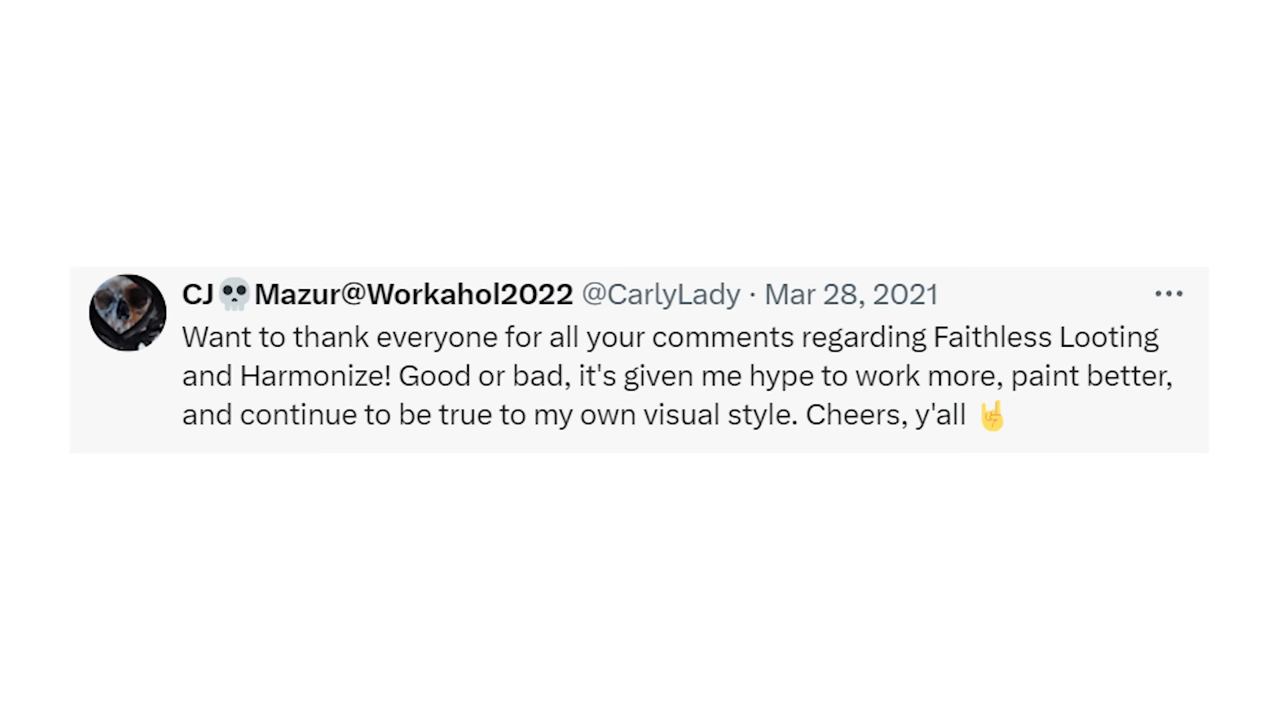 CJ💀Mazur@Workahol2022 @CarlyLady · Mar 28, 2021
Want to thank everyone for all your comments regarding Faithless Looting
and Harmonize! Good or bad, it's given me hype to work more, paint better,
and continue to be true to my own visual style. Cheers, y'all 🤘